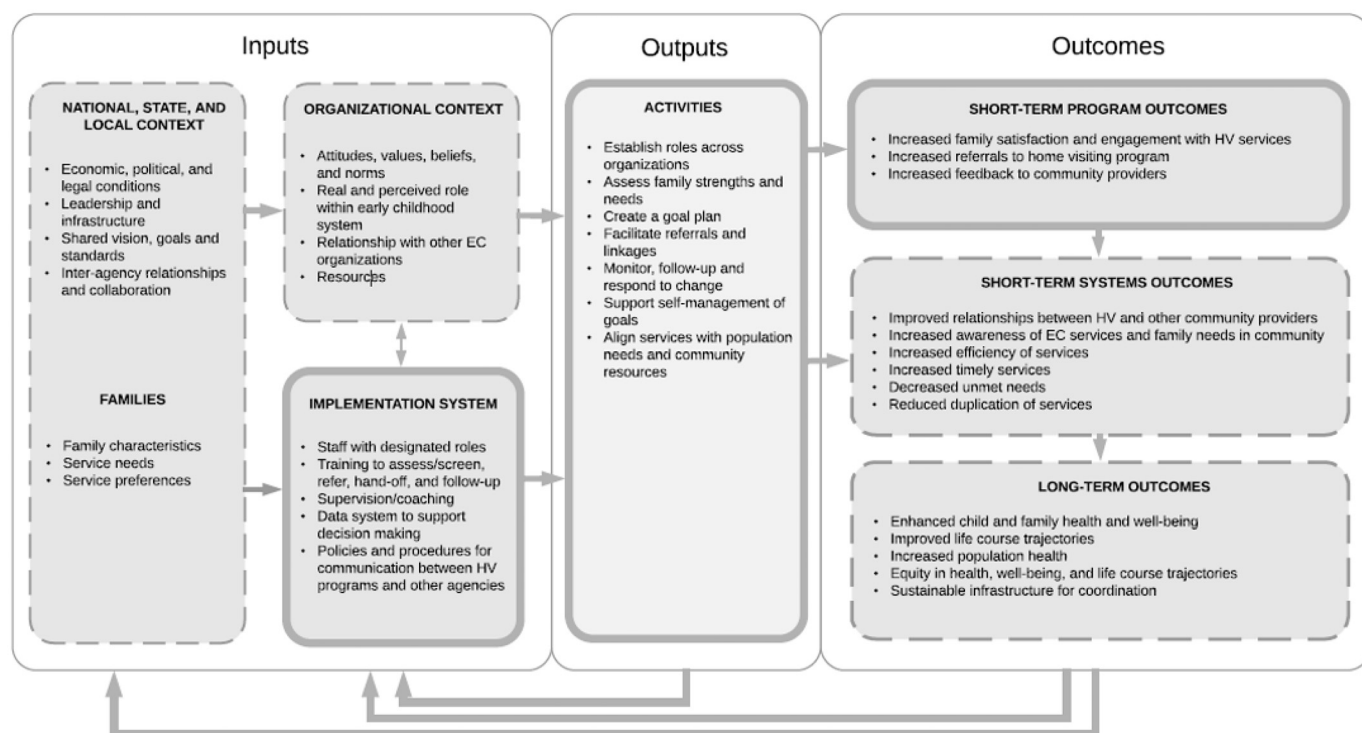 Inputs
NATIONAL, STATE, AND
LOCAL CONTEXT
• Economic, political, and
legal conditions
• Leadership and
infrastructure
• Shared vision, goals and
standards
• Inter-agency relationships
and collaboration
FAMILIES
• Family characteristics
• Service needs
• Service preferences
ORGANIZATIONAL CONTEXT
• Attitudes, values, beliefs,
and norms
• Real and perceived role
within early childhood
system
• Relationship with other EC
organizations
• Resources
IMPLEMENTATION SYSTEM
• Staff with designated roles
• Training to assess/screen,
refer, hand-off, and follow-up
• Supervision/coaching
• Data system to support
decision making
• Policies and procedures for
communication between HV
programs and other agencies
Outputs
ACTIVITIES
• Establish roles across
organizations
• Assess family strengths and
needs
• Create a goal plan
• Facilitate referrals and
linkages
• Monitor, follow-up and
respond to change
• Support self-management of
goals
• Align services with population
needs and community
resources
Outcomes
SHORT-TERM PROGRAM OUTCOMES
• Increased family satisfaction and engagement with HV services
• Increased referrals to home visiting program
• Increased feedback to community providers
SHORT-TERM SYSTEMS OUTCOMES
• Improved relationships between HV and other community providers
• Increased awareness of EC services and family needs in community
• Increased efficiency of services
• Increased timely services
• Decreased unmet needs
• Reduced duplication of services
LONG-TERM OUTCOMES
• Enhanced child and family health and well-being
• Improved life course trajectories
• Increased population health
• Equity in health, well-being, and life course trajectories
• Sustainable infrastructure for coordination